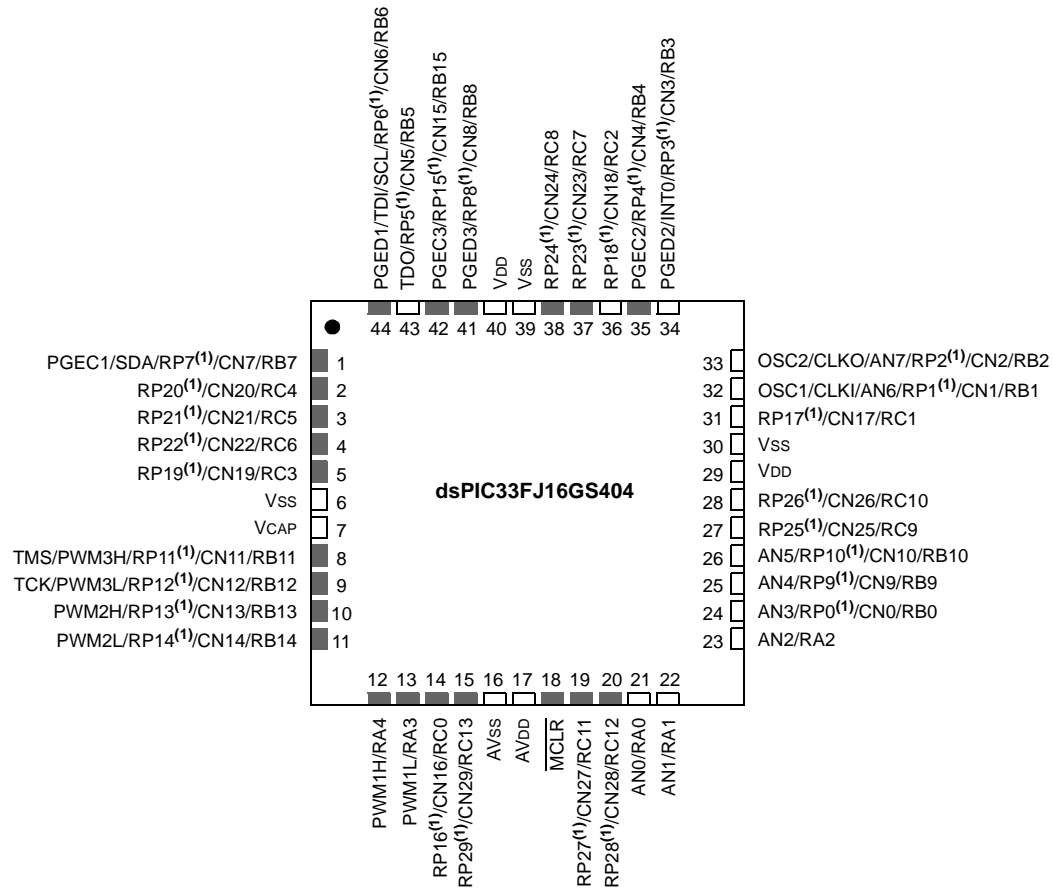 PGED1/TDI/SCL/RP6(1)/CN6/RB6
TDO/RP5(1)/CN5/RB5
PGEC3/RP15(1)/CN15/RB15
PGED3/RP8(1)/CN8/RB8
VDD
VSS
RP24(1)/CN24/RC8
RP23(1)/CN23/RC7
RP18(1)/CN18/RC2
PGEC2/RP4(1)/CN4/RB4
PGED2/INT0/RP3(1)/CN3/RB3
44 43 42 41 40 39 38 37 36 35 34
PGEC1/SDA/RP7(1)/CN7/RB7 1
RP20(1)/CN20/RC4 2
RP21(1)/CN21/RC5 3
RP22(1)/CN22/RC6 4
RP19(1)/CN19/RC3 5
VSS 6
VCAP 7
TMS/PWM3H/RP11(1)/CN11/RB11 8
TCK/PWM3L/RP12(1)/CN12/RB12 9
PWM2H/RP13(1)/CN13/RB13 10
PWM2L/RP14(1)/CN14/RB14 11
dsPIC33FJ16GS404
33 OSC2/CLKO/AN7/RP2(1)/CN2/RB2
32 OSC1/CLKI/AN6/RP1(1)/CN1/RB1
31 RP17(1)/CN17/RC1
30 VSS
29 VDD
28 RP26(1)/CN26/RC10
27 RP25(1)/CN25/RC9
26 AN5/RP10(1)/CN10/RB10
25 AN4/RP9(1)/CN9/RB9
24 AN3/RP0(1)/CN0/RB0
23 AN2/RA2
12 13 14 15 16 17 18 19 20 21 22
PWM1H/RA4
PWM1L/RA3
RP16(1)/CN16/RC0
RP29(1)/CN29/RC13
AVSS
AVDD
MCLR
RP27(1)/CN27/RC11
RP28(1)/CN28/RC12
AN0/RA0
AN1/RA1